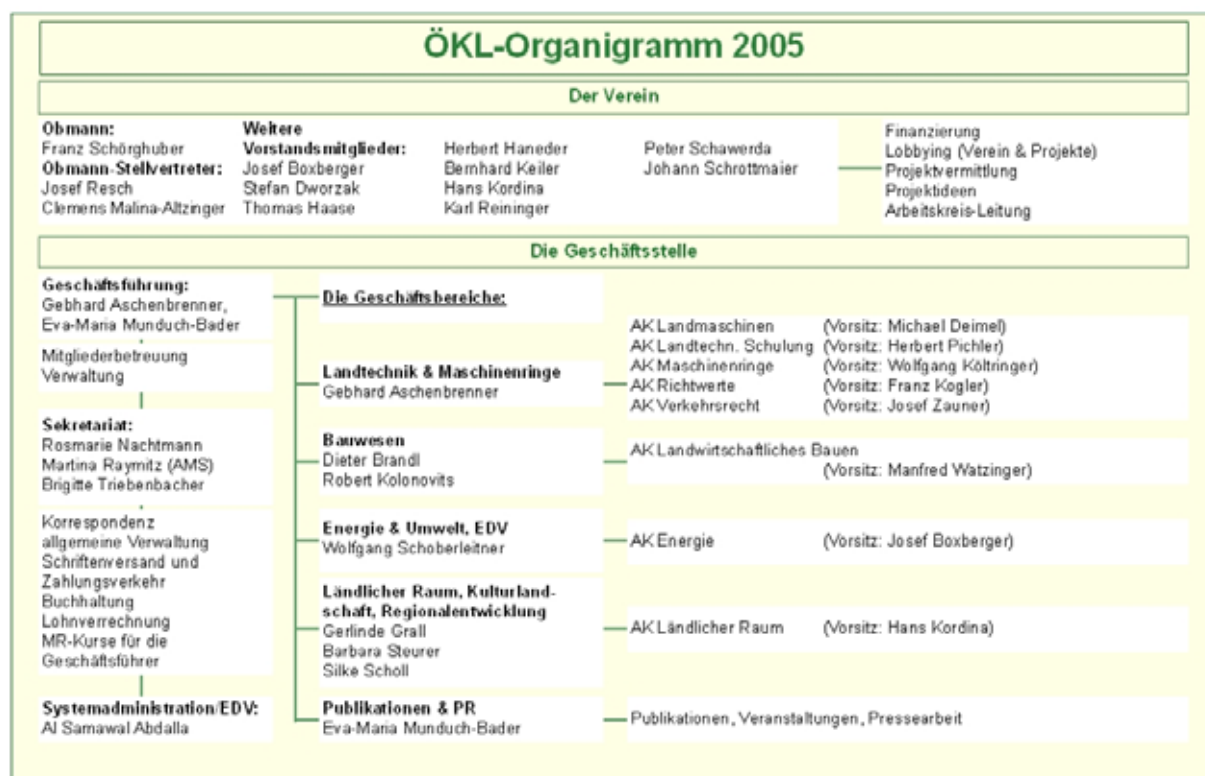 ÖKL-Organigramm 2005
Der Verein
Obmann:
Franz Schörghuber
Obmann-Stellvertreter:
Josef Resch
Clemens Malina-Altzinger
Weitere
Vorstandsmitglieder:
Josef Boxberger
Stefan Dworzak
Thomas Haase
Herbert Haneder
Bernhard Keiler
Hans Kordina
Karl Reininger
Peter Schawerda
Johann Schrottmaier
Finanzierung
Lobbying (Verein & Projekte)
Projektvermittlung
Projektideen
Arbeitskreis-Leitung
Die Geschäftsstelle
Geschäftsführung:
Gebhard Aschenbrenner,
Eva-Maria Munduch-Bader
Mitgliederbetreuung
Verwaltung
Sekretariat:
Rosmarie Nachtmann
Martina Raymitz (AMS)
Brigitte Triebenbacher
Korrespondenz
allgemeine Verwaltung
Schriftenversand und
Zahlungsverkehr
Buchhaltung
Lohnverrechnung
MR-Kurse für die
Geschäftsführer
Systemadministration/EDV:
Al Samawal Abdalla
Die Geschäftsbereiche:
Landtechnik & Maschinenringe
Gebhard Aschenbrenner
AK Landmaschinen (Vorsitz: Michael Deimel)
AK Landtechn. Schulung (Vorsitz: Herbert Pichler)
AK Maschinenringe (Vorsitz: Wolfgang Költringer)
AK Richtwerte (Vorsitz: Franz Kogler)
AK Verkehrsrecht (Vorsitz: Josef Zauner)
Bauwesen
Dieter Brandl
Robert Kolonovits
AK Landwirtschaftliches Bauen
(Vorsitz: Manfred Watzinger)
Energie & Umwelt, EDV
Wolfgang Schoberleitner
AK Energie (Vorsitz: Josef Boxberger)
Ländlicher Raum, Kulturland-
schaft, Regionalentwicklung
Gerlinde Grall
Barbara Steurer
Silke Scholl
AK Ländlicher Raum (Vorsitz: Hans Kordina)
Publikationen & PR
Eva-Maria Munduch-Bader
Publikationen, Veranstaltungen, Pressearbeit